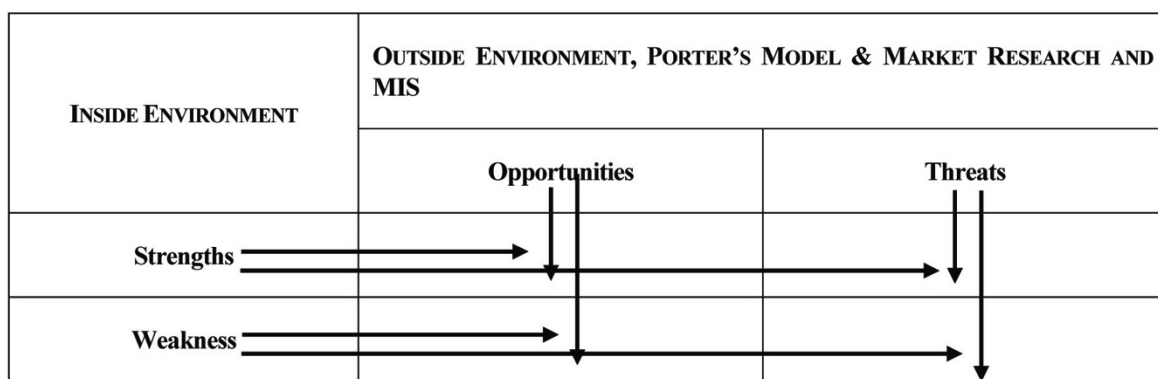 OUTSIDE ENVIRONMENT, PORTER'S MODEL & MARKET RESEARCH AND
MIS
INSIDE ENVIRONMENT
Opportunities
Threats
Strengths
Weakness